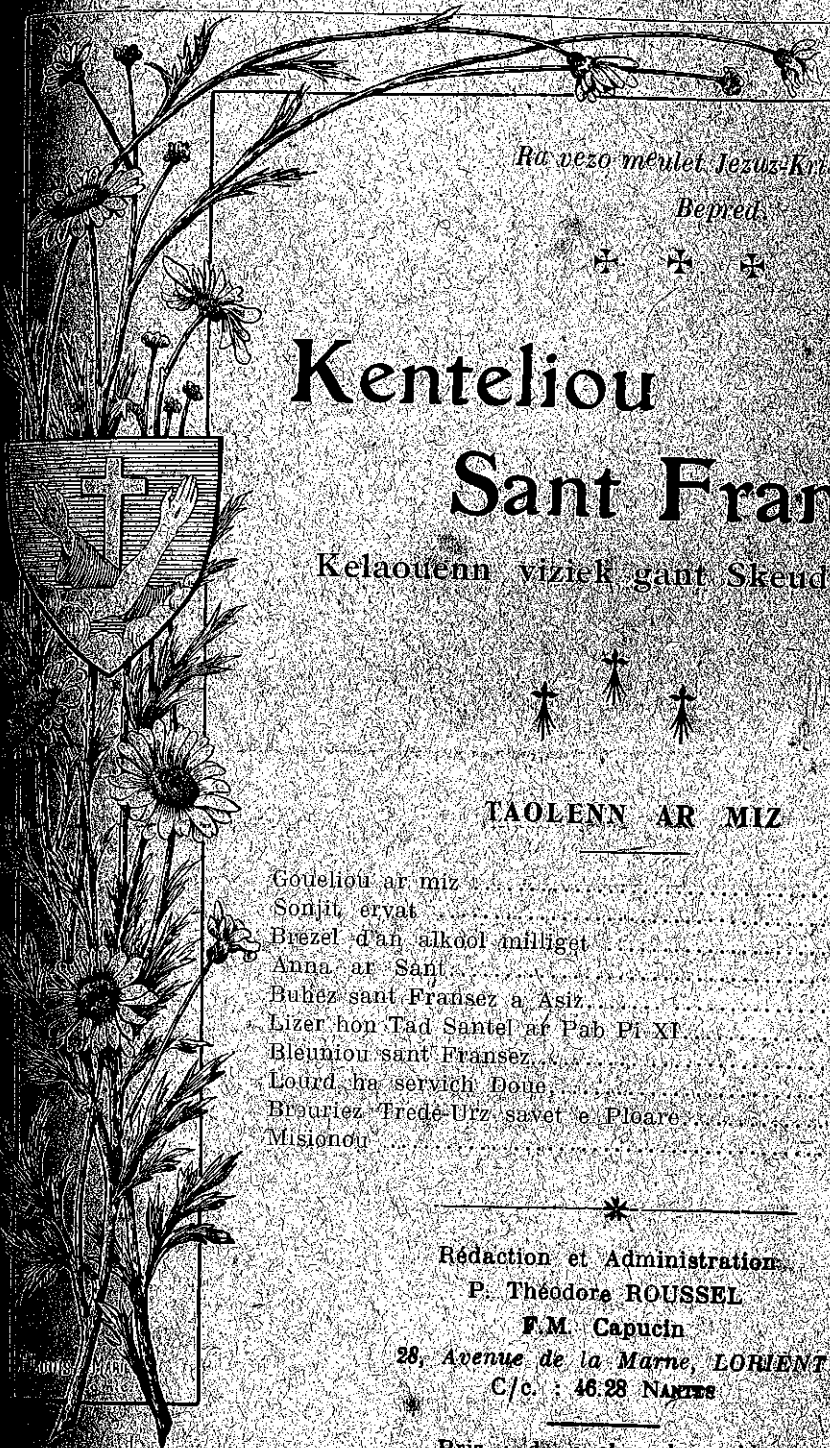 Ra vezo meulet Jezuz-Kri
Bepred.
Kenteliou
Sant Fran
Kelaouenn viziek gant Skeud
TAOLENN AR MIZ
Goueliou ar miz
Sonjit ervat
Brezel d'an alkool milliget
Anna ar Sant
Buhez sant Fransez a Asiz
Lizer hon Tad Santel ar Pab Pi XI
Bleuniou sant Fransez
Lourd ha servich Doue
Breuriez Trede-Urz savet e Ploare
Misionou
Rédaction et Administration
P. Théodore ROUSSEL
F.M. Capucin
28, Avenue de la Marne, LORIENT
C/c. : 46.28 NANTES